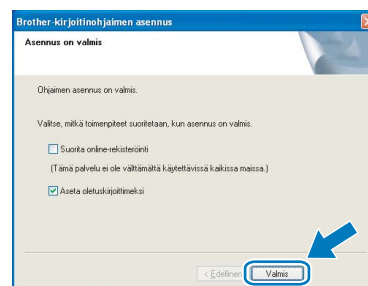 Brother-kirjoitinohjaimen asennus
Asennus on valmis
Ohjaimen asennus on valmis.
Valitse, mitkä toimenpiteet suoritetaan, kun asennus on valmis.
Suorita online-rekisteröinti
(Tämä palvelu ei ole välttämättä käytettävissä kaikissa maissa.)
Aseta oletuskirjoittimeksi
< Edellinen
Valmis